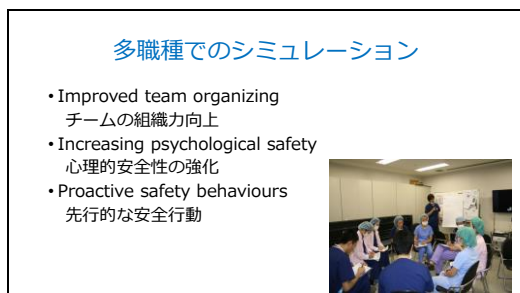 多職種でのシミュレーション
• Improved team organizing
チームの組織力向上
• Increasing psychological safety
心理的安全性の強化
• Proactive safety behaviours
先行的な安全行動